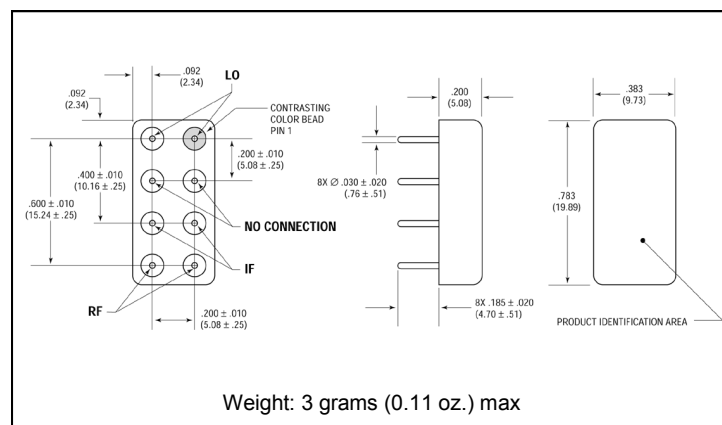 .092
(2.34)
LO
.092
(2.34)
CONTRASTING
COLOR BEAD
PIN 1
.200 ± .010
(5.08 ± .25)
.400 ± .010
(10.16 ± .25)
.600 ± .010
(15.24 ± .25)
NO CONNECTION
IF
RF
.200 ± .010
(5.08 ± .25)
.200
(5.08)
8X Ø .030 ± .020
(.76 ± .51)
8X .185 ± .020
(4.70 ± .51)
.383
(9.73)
.783
(19.89)
PRODUCT IDENTIFICATION AREA
Weight: 3 grams (0.11 oz.) max